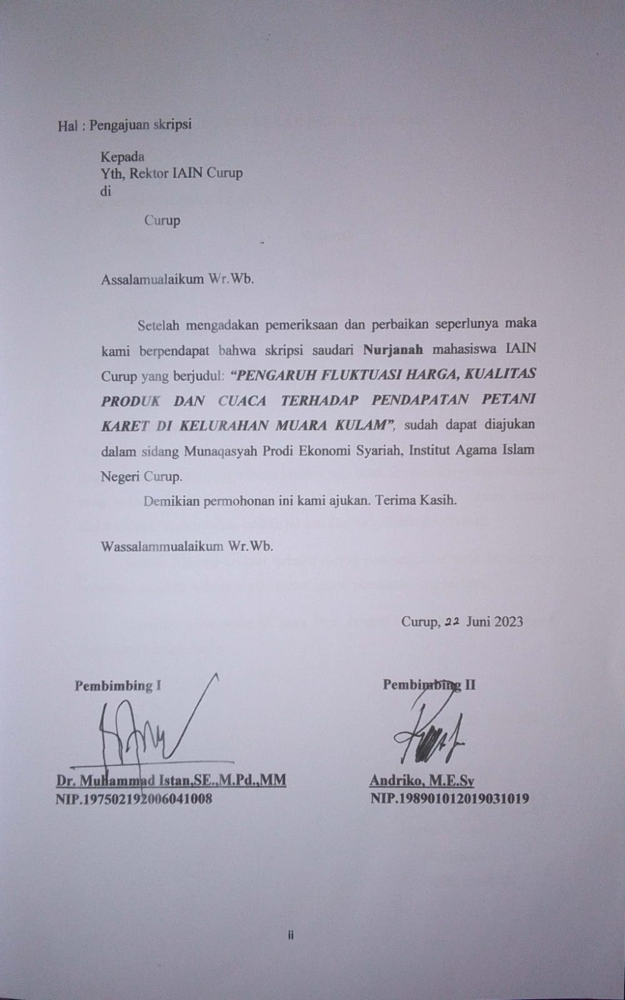 Hal : Pengajuan skripsi
Kepada
Yth, Rektor IAIN Curup
di
Curup
Assalamualaikum Wr.Wb.
Setelah mengadakan pemeriksaan dan perbaikan seperlunya maka
kami berpendapat bahwa skripsi saudari Nurjanah mahasiswa IAIN
Curup yang berjudul: “PENGARUH FLUKTUASI HARGA, KUALITAS
PRODUK DAN CUACA TERHADAP PENDAPATAN PETANI
KARET DI KELURAHAN MUARA KULAM”, sudah dapat diajukan
dalam sidang Munaqasyah Prodi Ekonomi Syariah, Institut Agama Islam
Negeri Curup.
Demikian permohonan ini kami ajukan. Terima Kasih.
Wassalammualaikum Wr.Wb.
Curup, 22 Juni 2023
Pembimbing I
Pembimbing II
Dr. Muhammad Istan,SE.,M.Pd.,MM
Andriko, M.E.Sy
NIP.197502192006041008
NIP.198901012019031019
ii